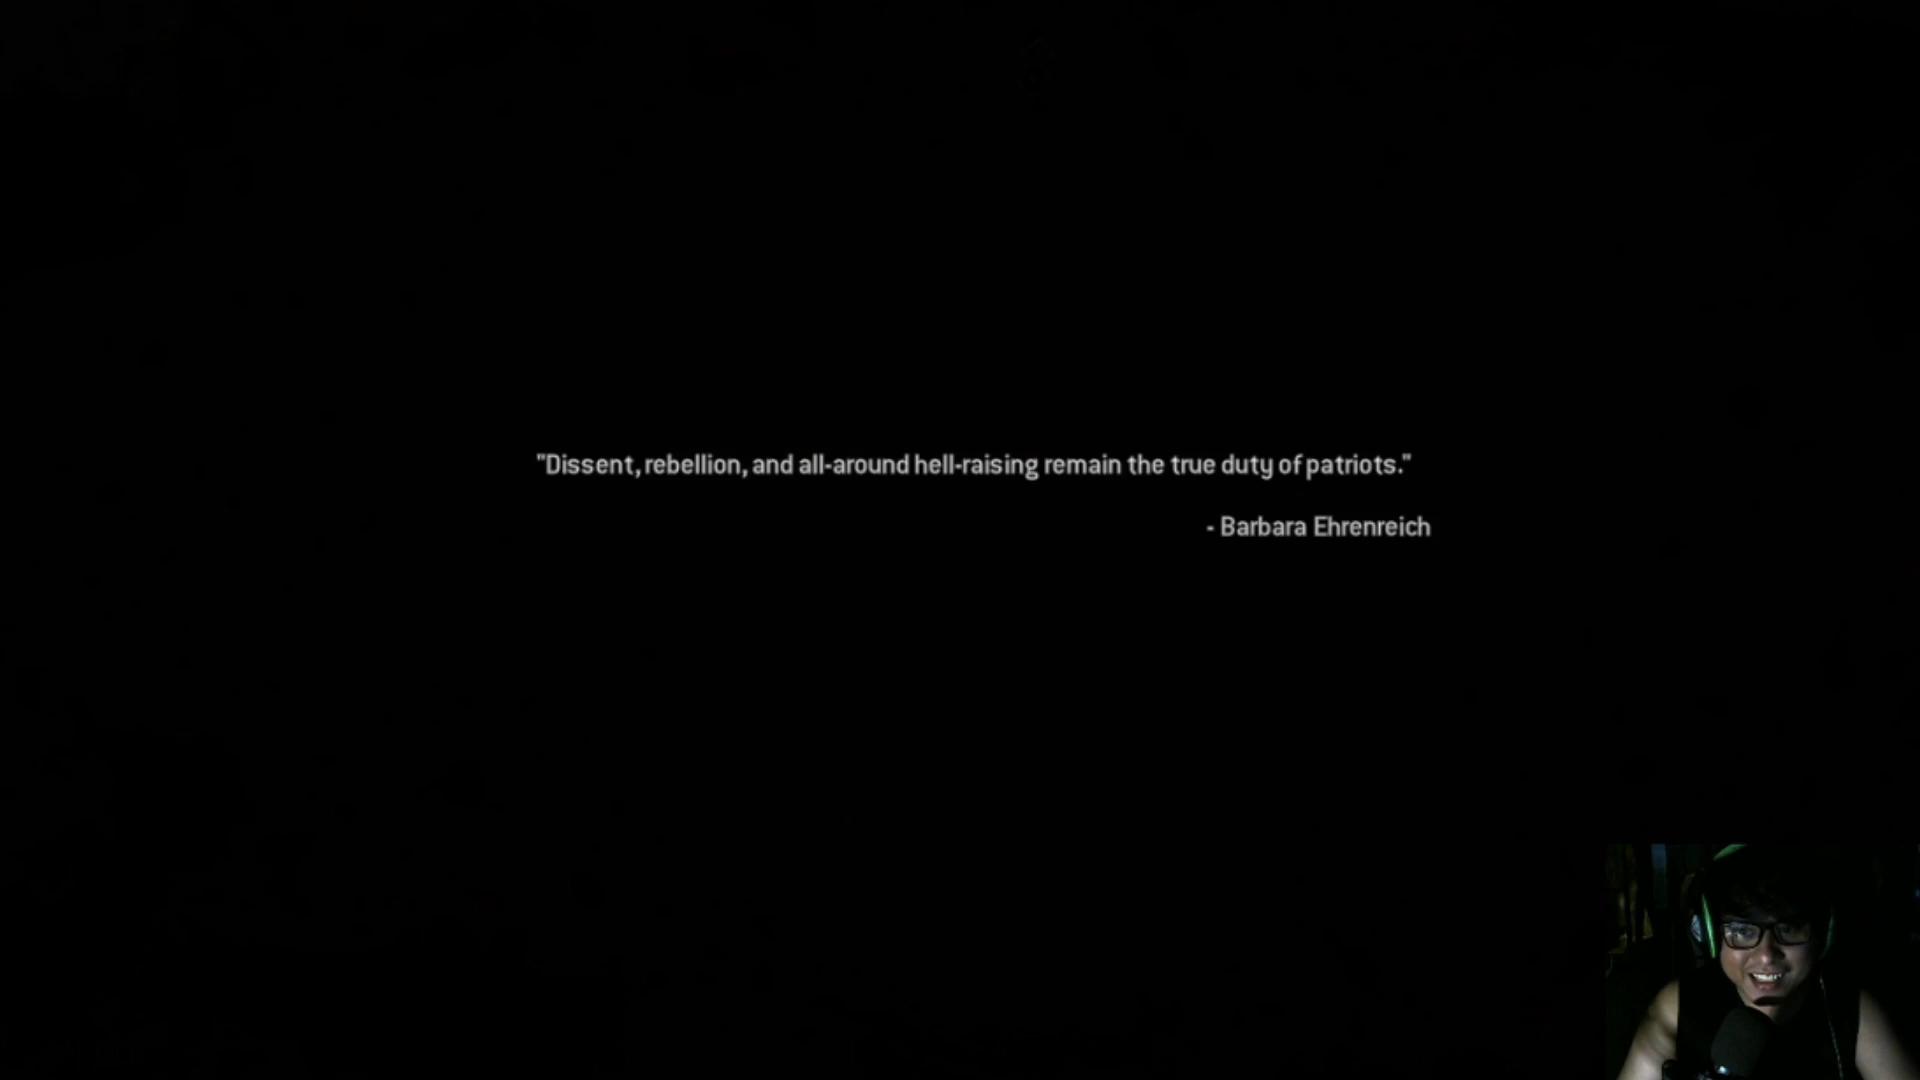 "Dissent, rebellion, and all-around hell-raising remain the true duty of patriots."
- Barbara Ehrenreich